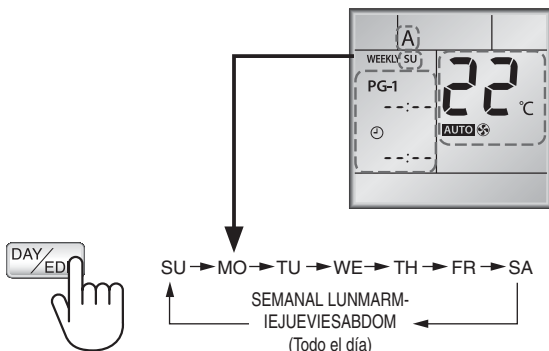 A
WEEKLY SU
PG-1
--:--
--:--
22 °C
AUTO
DAY/EDI
SU MO TU WE TH FR SA
SEMANAL LUNMARM-
IEJUEVIESABDOM
(Todo el día)